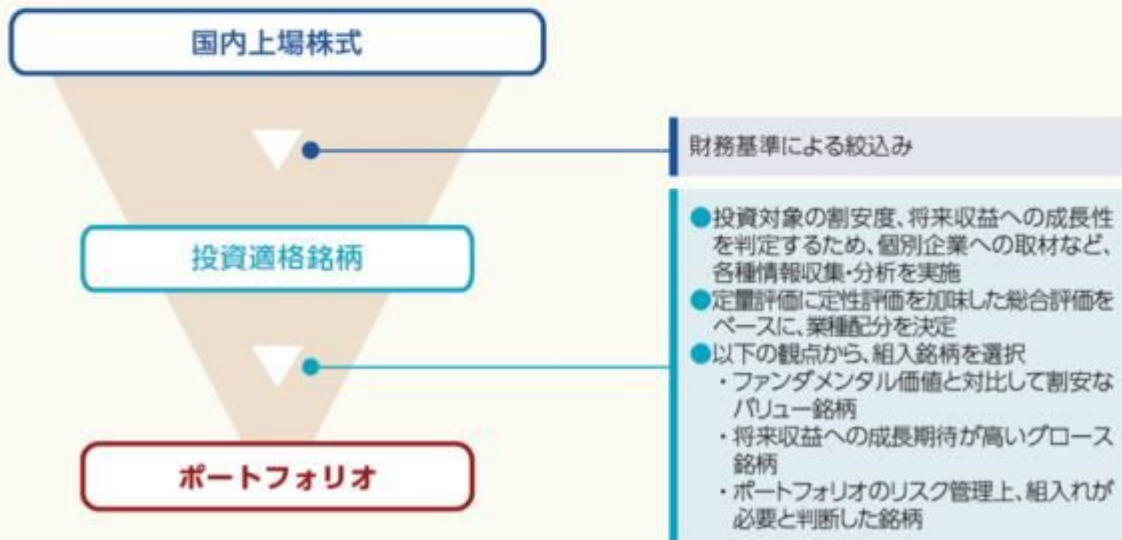 国内上場株式
財務基準による絞込み
投資適格銘柄
●投資対象の割安度、将来収益への成長性
を判定するため、個別企業への取材など、
各種情報収集・分析を実施
●定量評価に定性評価を加味した総合評価を
ベースに、業種配分を決定
●以下の観点から、組入銘柄を選択
・ファンダメンタル価値と対比して割安な
バリュー銘柄
・将来収益への成長期待が高いグロース
銘柄
・ポートフォリオのリスク管理上、組入れが
必要と判断した銘柄
ポートフォリオ